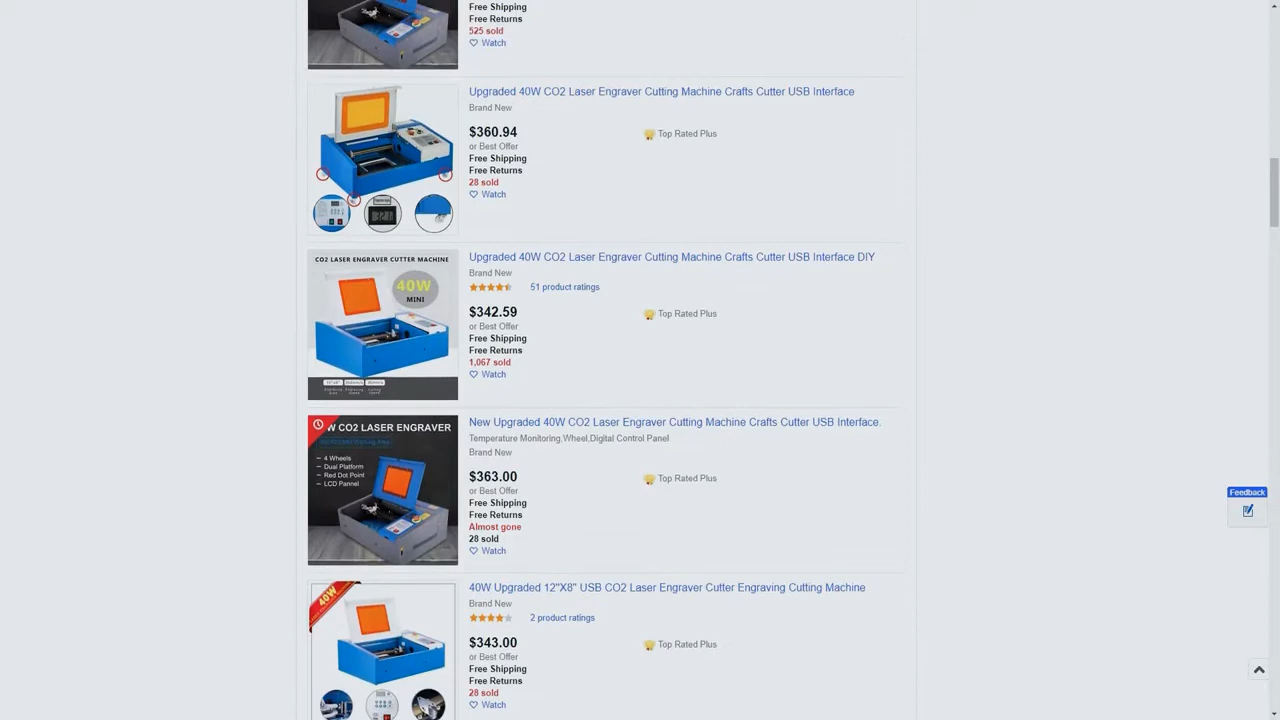 Free Shipping
Free Returns
525 sold
Watch
Upgraded 40W CO2 Laser Engraver Cutting Machine Crafts Cutter USB Interface
Brand New
$360.94
Top Rated Plus
or Best Offer
Free Shipping
Free Returns
28 sold
Watch
CO2 LASER ENGRAVER CUTTER MACHINE
40W
MINI
Upgraded 40W CO2 Laser Engraver Cutting Machine Crafts Cutter USB Interface DIY
Brand New
51 product ratings
$342.59
Top Rated Plus
or Best Offer
Free Shipping
Free Returns
1,067 sold
Watch
W CO2 LASER ENGRAVER
4 Wheels
Dual Platform
Red Dot Point
LCD Pannel
New Upgraded 40W CO2 Laser Engraver Cutting Machine Crafts Cutter USB Interface.
Temperature Monitoring,Wheel,Digital Control Panel
Brand New
$363.00
Top Rated Plus
or Best Offer
Free Shipping
Free Returns
Almost gone
28 sold
Watch
Feedback
40W
40W Upgraded 12"X8" USB CO2 Laser Engraver Cutter Engraving Cutting Machine
Brand New
2 product ratings
$343.00
Top Rated Plus
or Best Offer
Free Shipping
Free Returns
28 sold
Watch